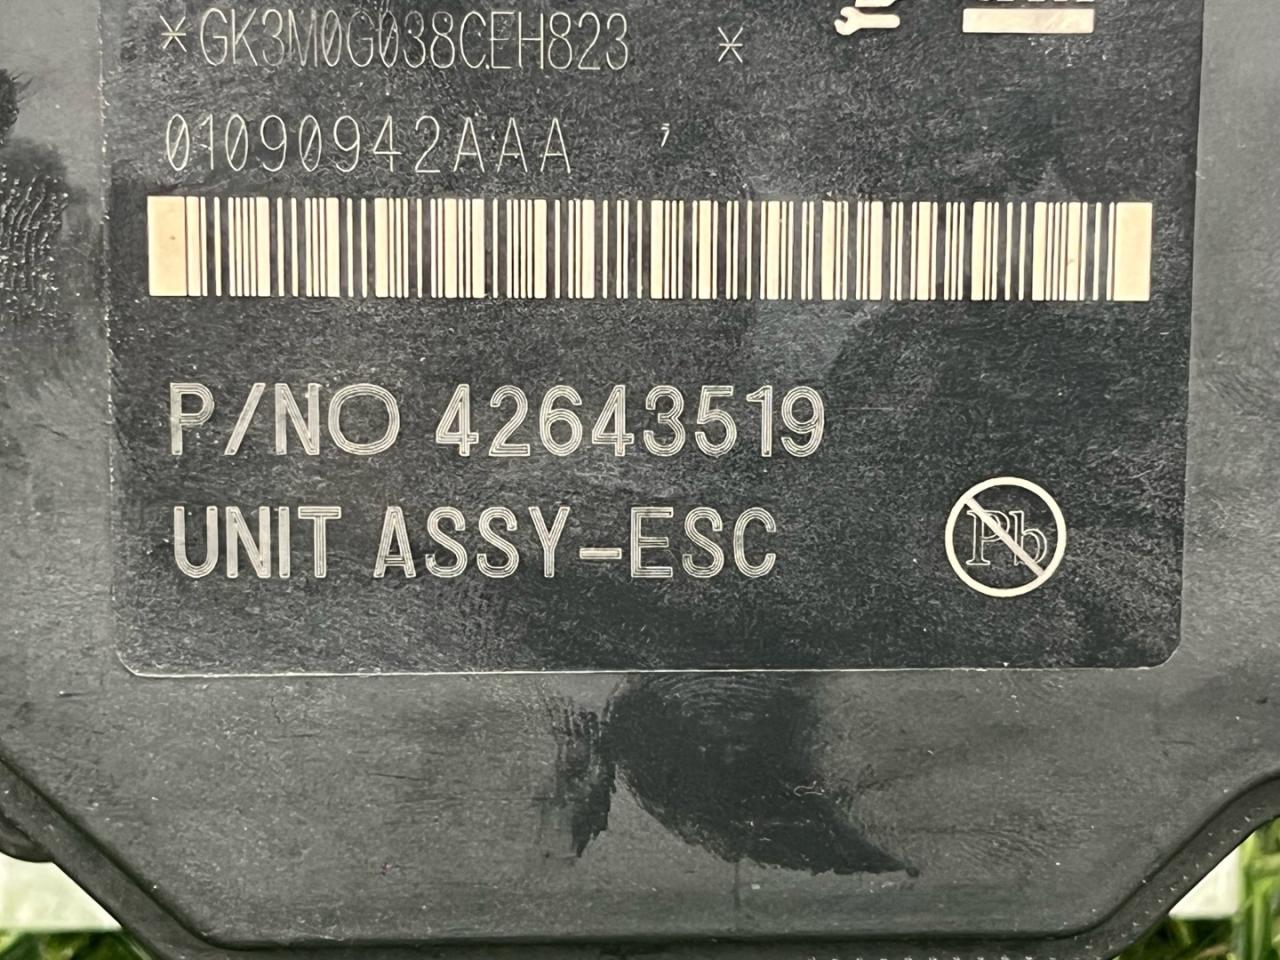 *GK3M0G038CEH823 *
01090942AAA ,
P/NO 42643519
UNIT ASSY-ESC
Pb